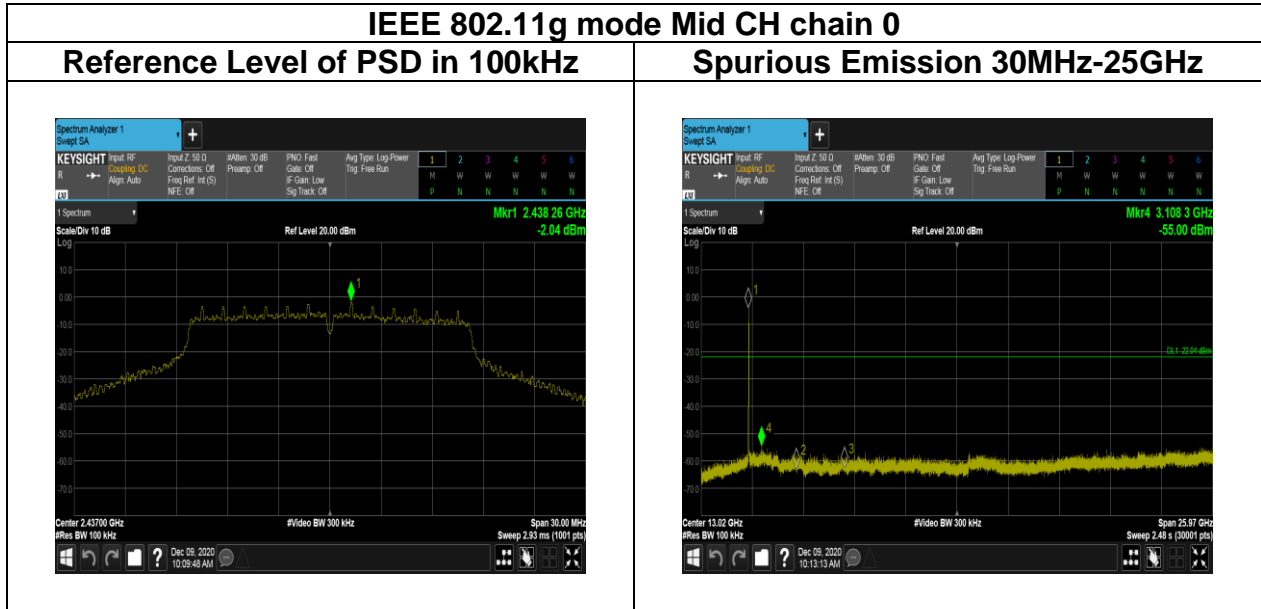 IEEE 802.11g mode Mid CH chain 0
Reference Level of PSD in 100kHz
Spurious Emission 30MHz-25GHz
Spectrum Analyzer 1
Swept SA
+
KEYSIGHT
R
LXI
Input: RF
Coupling: DC
Align: Auto
Input Z: 50 Ω
Corrections: Off
Freq Ref: Int (S)
NFE: Off
#Atten: 30 dB
Preamp: Off
PNO: Fast
Gate: Off
IF Gain: Low
Sig Track: Off
Avg Type: Log-Power
Trig: Free Run
1 2 3 4 5 6
M W W W W W
P N N N N N
1 Spectrum
Mkr1 2.438 26 GHz
Scale/Div 10 dB
Ref Level 20.00 dBm
-2.04 dBm
Log
10.0
0.00
-10.0
-20.0
-30.0
-40.0
-50.0
-60.0
-70.0
1
Center 2.43700 GHz
#Video BW 300 kHz
Span 30.00 MHz
#Res BW 100 kHz
Sweep 2.93 ms (1001 pts)
?
Dec 09, 2020
10:09:48 AM
Spectrum Analyzer 1
Swept SA
+
KEYSIGHT
R
LXI
Input: RF
Coupling: DC
Align: Auto
Input Z: 50 Ω
Corrections: Off
Freq Ref: Int (S)
NFE: Off
#Atten: 30 dB
Preamp: Off
PNO: Fast
Gate: Off
IF Gain: Low
Sig Track: Off
Avg Type: Log-Power
Trig: Free Run
1 2 3 4 5 6
M W W W W W
P N N N N N
1 Spectrum
Mkr4 3.108 3 GHz
Scale/Div 10 dB
Ref Level 20.00 dBm
-55.00 dBm
Log
10.0
0.00
-10.0
-20.0
-30.0
-40.0
-50.0
-60.0
-70.0
1
DL1 -22.04 dBm
4
2
3
Center 13.02 GHz
#Video BW 300 kHz
Span 25.97 GHz
#Res BW 100 kHz
Sweep 2.48 s (30001 pts)
?
Dec 09, 2020
10:13:13 AM